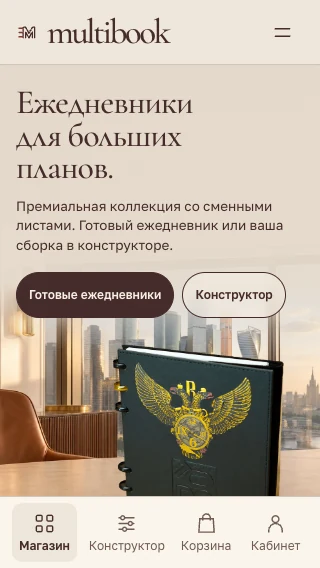 multibook
Ежедневники
для больших
планов.
Премиальная коллекция со сменными
листами. Готовый ежедневник или ваша
сборка в конструкторе.
Готовые ежедневники
Конструктор
Магазин
Конструктор
Корзина
Кабинет